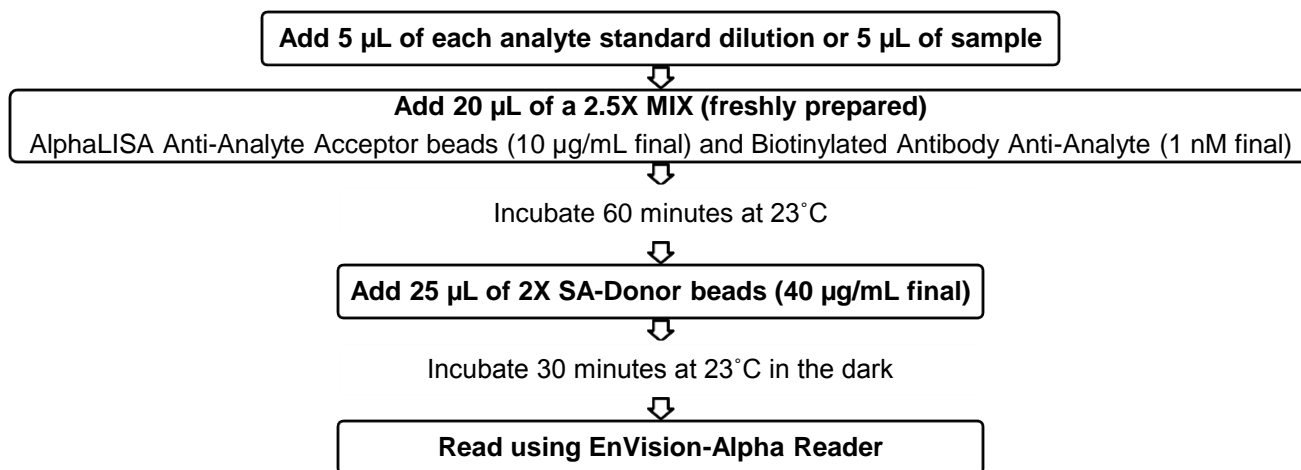 Add 5 µL of each analyte standard dilution or 5 µL of sample
Add 20 µL of a 2.5X MIX (freshly prepared)
AlphaLISA Anti-Analyte Acceptor beads (10 µg/mL final) and Biotinylated Antibody Anti-Analyte (1 nM final)
Incubate 60 minutes at 23˚C
Add 25 µL of 2X SA-Donor beads (40 µg/mL final)
Incubate 30 minutes at 23˚C in the dark
Read using EnVision-Alpha Reader